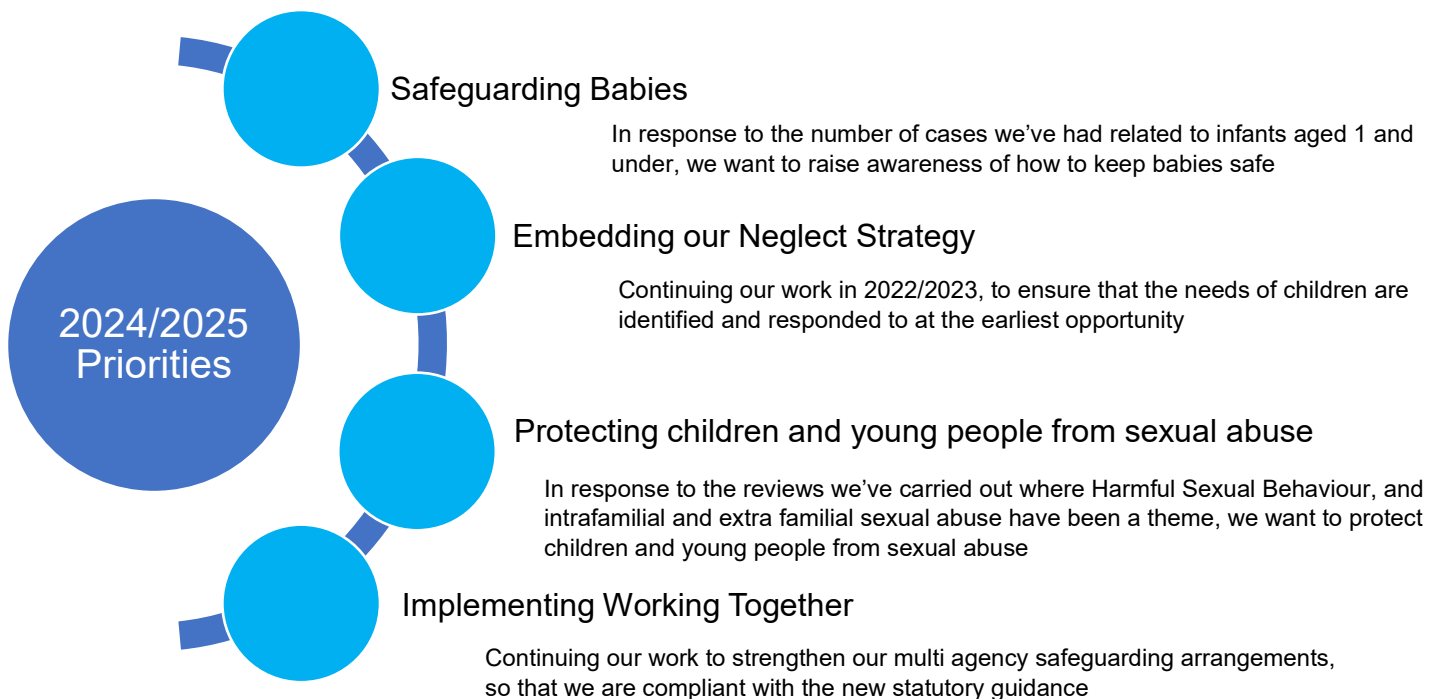 Safeguarding Babies
In response to the number of cases we’ve had related to infants aged 1 and
under, we want to raise awareness of how to keep babies safe
Embedding our Neglect Strategy
Continuing our work in 2022/2023, to ensure that the needs of children are
identified and responded to at the earliest opportunity
2024/2025
Priorities
Protecting children and young people from sexual abuse
In response to the reviews we’ve carried out where Harmful Sexual Behaviour, and
intrafamilial and extra familial sexual abuse have been a theme, we want to protect
children and young people from sexual abuse
Implementing Working Together
Continuing our work to strengthen our multi agency safeguarding arrangements,
so that we are compliant with the new statutory guidance